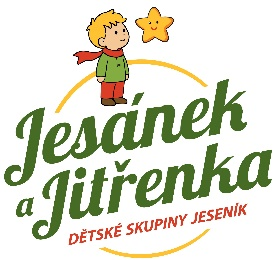 Jesánek
a Jitřenka
DĚTSKÉ SKUPINY JESENÍK